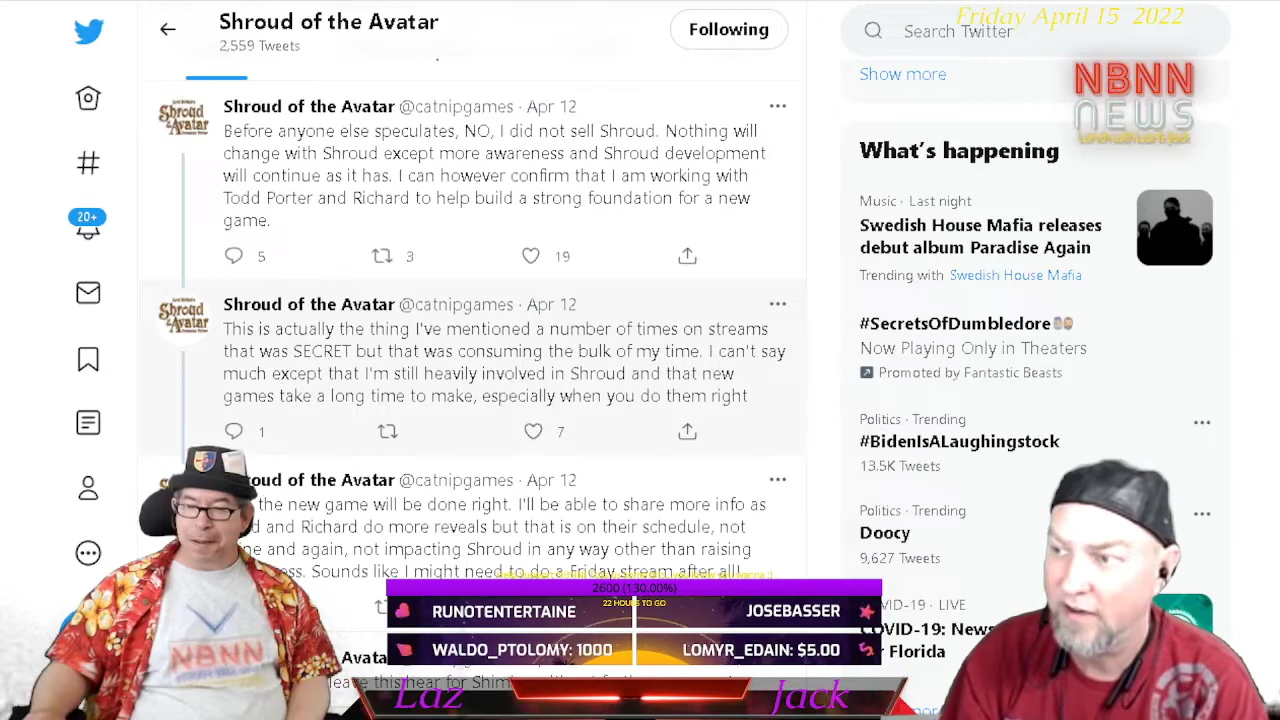 Shroud of the Avatar
2,559 Tweets
Following
Search Twitter
Friday April 15 2022
NBNN
NEWS
Lunch with Laz & Jack
Show more
20+
Shroud of the Avatar @catnipgames · Apr 12
Before anyone else speculates, NO, I did not sell Shroud. Nothing will
change with Shroud except more awareness and Shroud development
will continue as it has. I can however confirm that I am working with
Todd Porter and Richard to help build a strong foundation for a new
game.
5 3 19
Shroud of the Avatar @catnipgames · Apr 12
This is actually the thing I've mentioned a number of times on streams
that was SECRET but that was consuming the bulk of my time. I can't say
much except that I'm still heavily involved in Shroud and that new
games take a long time to make, especially when you do them right
1 7
roud of the Avatar @catnipgames · Apr 12
the new game will be done right. I'll be able to share more info as
and Richard do more reveals but that is on their schedule, not
and again, not impacting Shroud in any way other than raising
Sounds like I might need to do a Friday stream after all!
Avatar
leave this hear for
What's happening
Music · Last night
Swedish House Mafia releases
debut album Paradise Again
Trending with Swedish House Mafia
#SecretsOfDumbledore
Now Playing Only in Theaters
Promoted by Fantastic Beasts
Politics · Trending
#BidenIsALaughingstock
13.5K Tweets
Politics · Trending
Doocy
9,627 Tweets
COVID-19 · LIVE
COVID-19: News
Florida
2600 (130.00%)
22 HOURS TO GO
RUNOTENTERTAINE
JOSEBASSER
WALDO_PTOLOMY: 1000
LOMYR_EDAIN: $5.00
NBNN
Laz
Jack